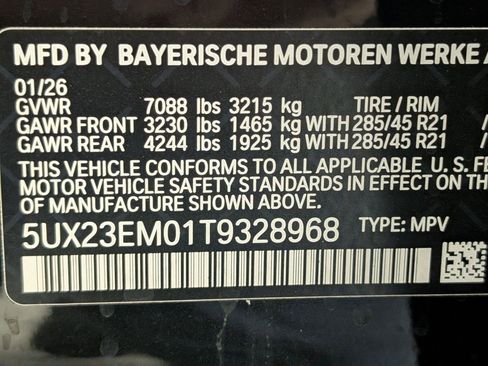 MFD BY BAYERISCHE MOTOREN WERKE
01/26
GVWR 7088 lbs 3215 kg TIRE / RIM
GAWR FRONT 3230 lbs 1465 kg WITH 285/45 R21 /
GAWR REAR 4244 lbs 1925 kg WITH 285/45 R21 /
THIS VEHICLE CONFORMS TO ALL APPLICABLE U. S. FE
MOTOR VEHICLE SAFETY STANDARDS IN EFFECT ON
OF MANUFACTURE SHOWN ABOVE.
5UX23EM01T9328968 TYPE: MPV